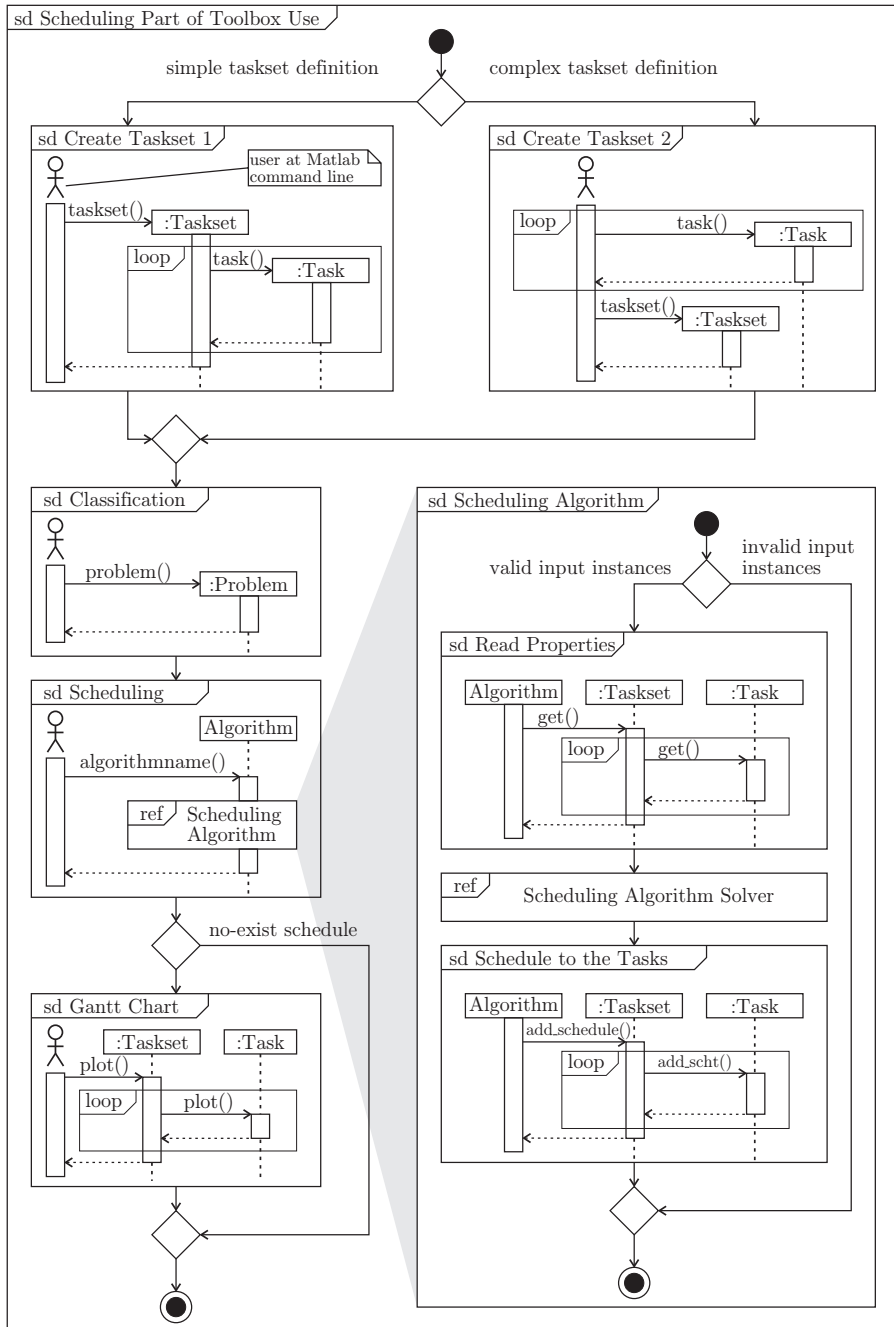 sd Scheduling Part of Toolbox Use
simple taskset definition
complex taskset definition
sd Create Taskset 1
user at Matlab
command line
taskset()
:Taskset
loop
task()
:Task
sd Create Taskset 2
loop
task()
:Task
taskset()
:Taskset
sd Classification
problem()
:Problem
sd Scheduling
Algorithm
algorithmname()
ref
Scheduling
Algorithm
no-exist schedule
sd Gantt Chart
:Taskset
:Task
plot()
loop
plot()
sd Scheduling Algorithm
valid input instances
invalid input
instances
sd Read Properties
Algorithm
:Taskset
:Task
get()
loop
get()
ref
Scheduling Algorithm Solver
sd Schedule to the Tasks
Algorithm
:Taskset
:Task
add_schedule()
loop
add_scht()